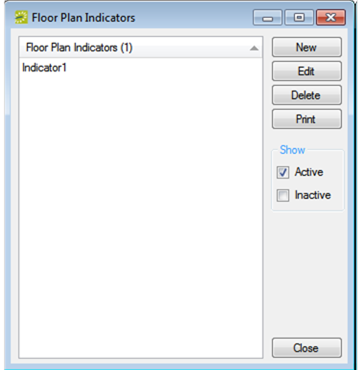 Floor Plan Indicators
Floor Plan Indicators (1)
Indicator1
New
Edit
Delete
Print
Show
Active
Inactive
Close